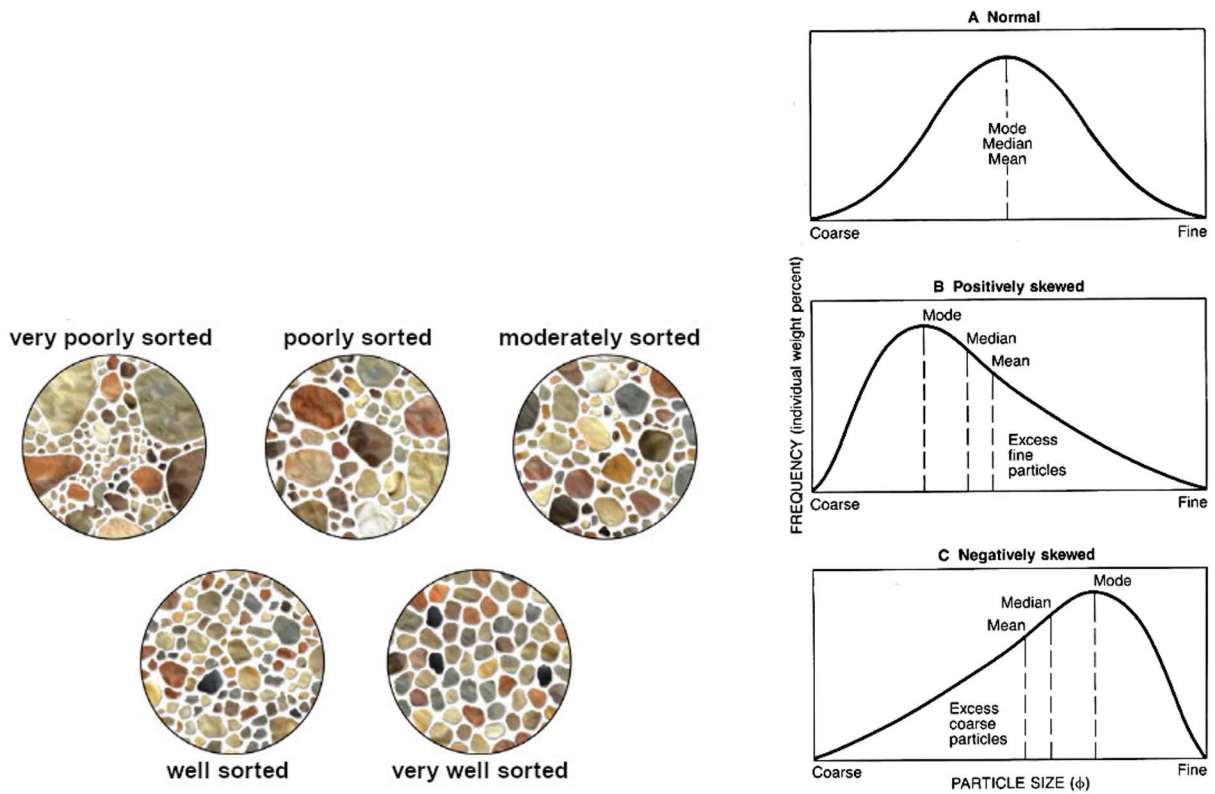 very poorly sorted
poorly sorted
moderately sorted
well sorted
very well sorted
A Normal
Mode
Median
Mean
Coarse
Fine
FREQUENCY (individual weight percent)
B Positively skewed
Mode
Median
Mean
Excess
fine
particles
Coarse
Fine
C Negatively skewed
Mode
Median
Mean
Excess
coarse
particles
Coarse
Fine
PARTICLE SIZE (ϕ)